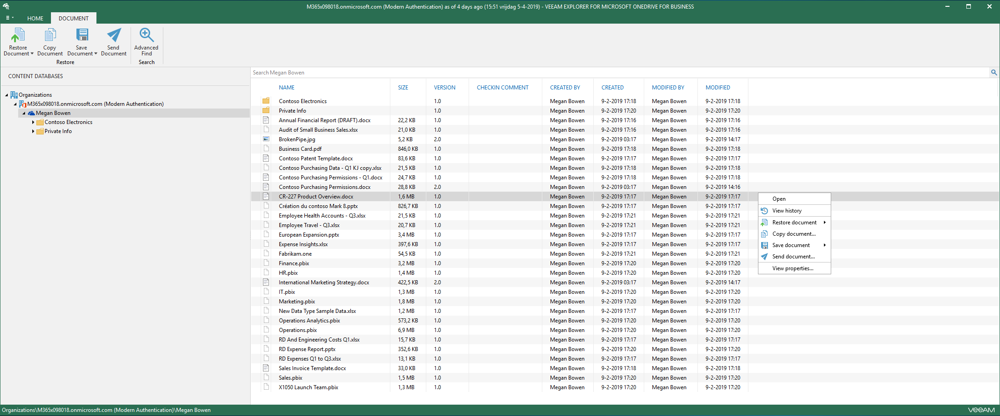 M365x098018.onmicrosoft.com (Modern Authentication) as of 4 days ago (15:51 vrijdag 5-4-2019) - VEEAM EXPLORER FOR MICROSOFT ONEDRIVE FOR BUSINESS
HOME DOCUMENT
Restore Document
Copy Document
Save Document
Send Document
Advanced Find
Restore Search
CONTENT DATABASES
Organizations
M365x098018.onmicrosoft.com (Modern Authentication)
Megan Bowen
Contoso Electronics
Private Info
Search Megan Bowen
NAME SIZE VERSION CHECKIN COMMENT CREATED BY CREATED MODIFIED BY MODIFIED
Contoso Electronics 1.0 Megan Bowen 9-2-2019 17:18 Megan Bowen 9-2-2019 17:18
Private Info 1.0 Megan Bowen 9-2-2019 17:20 Megan Bowen 9-2-2019 17:20
Annual Financial Report (DRAFT).docx 22,2 KB 1.0 Megan Bowen 9-2-2019 17:16 Megan Bowen 9-2-2019 17:16
Audit of Small Business Sales.xlsx 21,0 KB 1.0 Megan Bowen 9-2-2019 17:16 Megan Bowen 9-2-2019 17:16
BrokenPipe.jpg 5,2 KB 2.0 Megan Bowen 9-2-2019 03:17 Megan Bowen 9-2-2019 14:17
Business Card.pdf 846,0 KB 1.0 Megan Bowen 9-2-2019 17:18 Megan Bowen 9-2-2019 17:18
Contoso Patent Template.docx 83,6 KB 1.0 Megan Bowen 9-2-2019 17:17 Megan Bowen 9-2-2019 17:17
Contoso Purchasing Data - Q1 KJ copy.xlsx 21,5 KB 1.0 Megan Bowen 9-2-2019 17:18 Megan Bowen 9-2-2019 17:18
Contoso Purchasing Permissions - Q1.docx 24,7 KB 1.0 Megan Bowen 9-2-2019 17:18 Megan Bowen 9-2-2019 17:18
Contoso Purchasing Permissions.docx 28,8 KB 2.0 Megan Bowen 9-2-2019 03:17 Megan Bowen 9-2-2019 14:16
CR-227 Product Overview.docx 1,6 MB 1.0 Megan Bowen 9-2-2019 17:17 Megan Bowen 9-2-2019 17:17
Création du contoso Mark 8.pptx 826,7 KB 1.0 Megan Bowen 9-2-2019 17:17 Megan Bowen 9-2-2019 17:17
Employee Health Accounts - Q3.xlsx 21,5 KB 1.0 Megan Bowen 9-2-2019 17:21 Megan Bowen 9-2-2019 17:21
Employee Travel - Q3.xlsx 20,7 KB 1.0 Megan Bowen 9-2-2019 17:21 Megan Bowen 9-2-2019 17:21
European Expansion.pptx 3,4 MB 1.0 Megan Bowen 9-2-2019 17:17 Megan Bowen 9-2-2019 17:17
Expense Insights.xlsx 397,6 KB 1.0 Megan Bowen 9-2-2019 17:17 Megan Bowen 9-2-2019 17:17
Fabrikam.one 54,5 KB 1.0 Megan Bowen 9-2-2019 17:21 Megan Bowen 9-2-2019 17:21
Finance.pbix 3,2 MB 1.0 Megan Bowen 9-2-2019 17:20 Megan Bowen 9-2-2019 17:20
HR.pbix 1,4 MB 1.0 Megan Bowen 9-2-2019 17:20 Megan Bowen 9-2-2019 17:20
International Marketing Strategy.docx 422,5 KB 2.0 Megan Bowen 9-2-2019 03:17 Megan Bowen 9-2-2019 14:17
IT.pbix 1,3 MB 1.0 Megan Bowen 9-2-2019 17:20 Megan Bowen 9-2-2019 17:20
Marketing.pbix 1,8 MB 1.0 Megan Bowen 9-2-2019 17:20 Megan Bowen 9-2-2019 17:20
New Data Type Sample Data.xlsx 1,2 MB 1.0 Megan Bowen 9-2-2019 17:17 Megan Bowen 9-2-2019 17:17
Operations Analytics.pbix 573,2 KB 1.0 Megan Bowen 9-2-2019 17:20 Megan Bowen 9-2-2019 17:20
Operations.pbix 6,9 MB 1.0 Megan Bowen 9-2-2019 17:20 Megan Bowen 9-2-2019 17:20
RD And Engineering Costs Q1.xlsx 15,7 KB 1.0 Megan Bowen 9-2-2019 17:17 Megan Bowen 9-2-2019 17:17
RD Expense Report.pptx 352,6 KB 1.0 Megan Bowen 9-2-2019 17:20 Megan Bowen 9-2-2019 17:20
RD Expenses Q1 to Q3.xlsx 13,1 KB 1.0 Megan Bowen 9-2-2019 17:17 Megan Bowen 9-2-2019 17:17
Sales Invoice Template.docx 33,0 KB 1.0 Megan Bowen 9-2-2019 17:18 Megan Bowen 9-2-2019 17:18
Sales.pbix 1,5 MB 1.0 Megan Bowen 9-2-2019 17:20 Megan Bowen 9-2-2019 17:20
X1050 Launch Team.pbix 1,3 MB 1.0 Megan Bowen 9-2-2019 17:20 Megan Bowen 9-2-2019 17:20
Open
View history
Restore document
Copy document...
Save document
Send document...
View properties...
Organizations\M365x098018.onmicrosoft.com (Modern Authentication)\Megan Bowen
veeAM